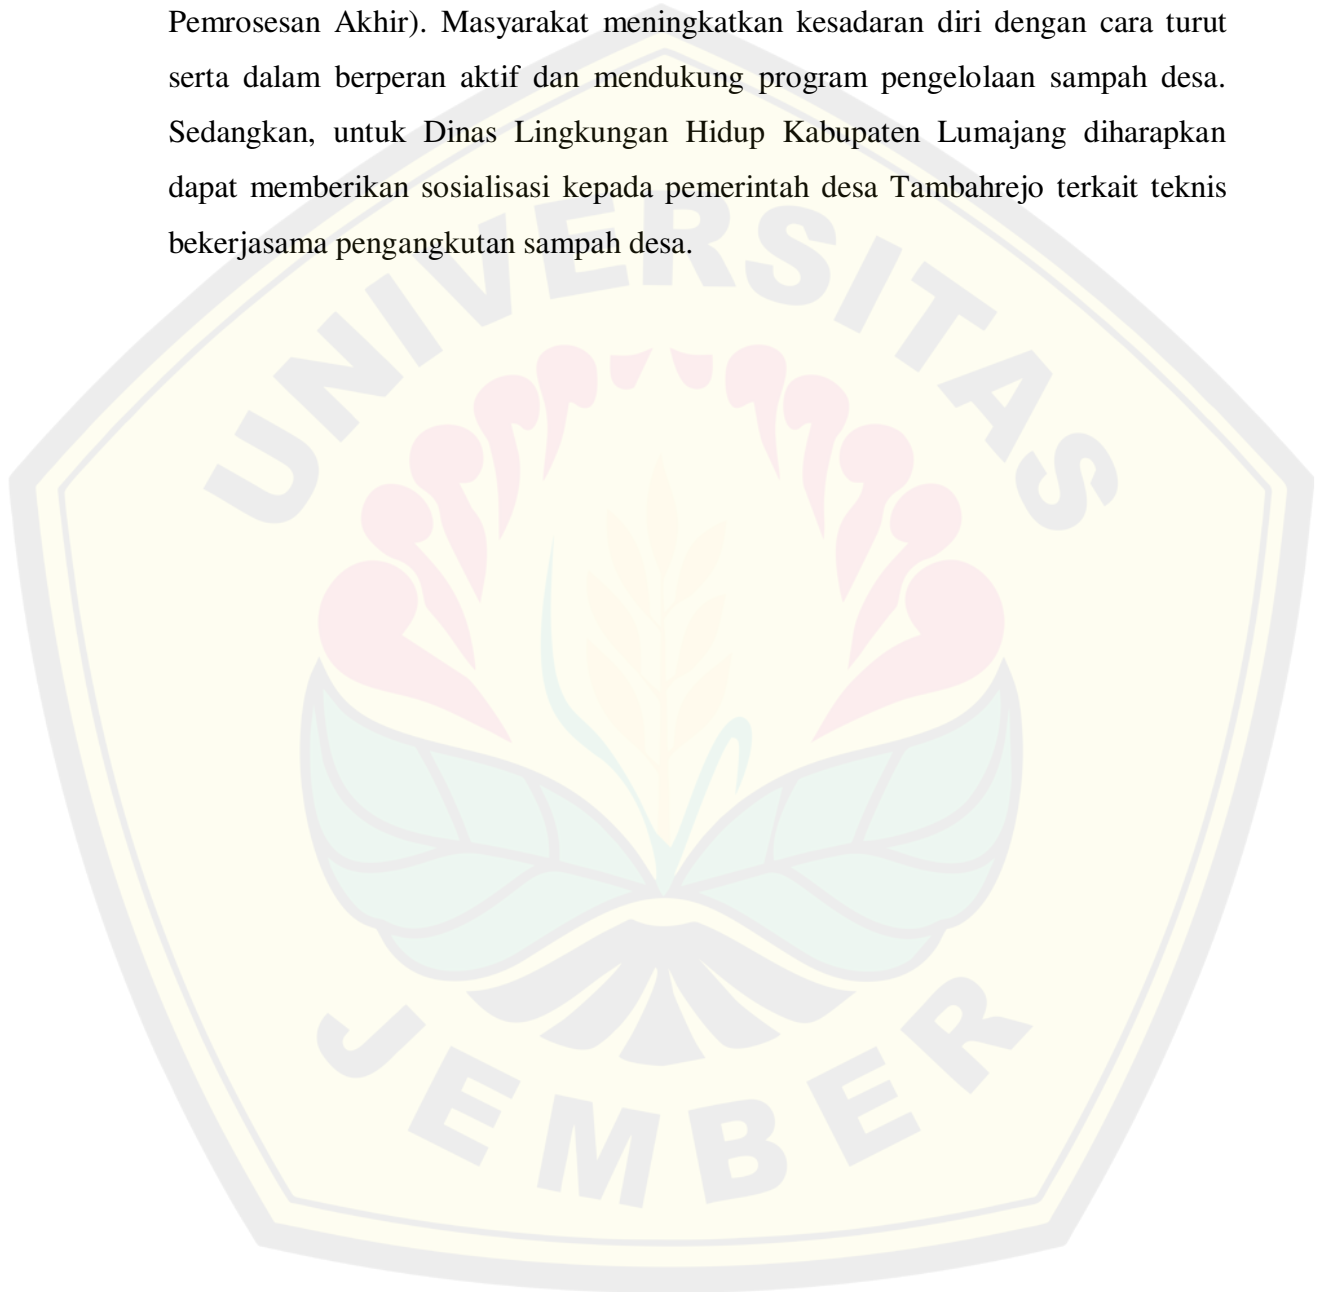 Pemrosesan Akhir). Masyarakat meningkatkan kesadaran diri dengan cara turut
serta dalam berperan aktif dan mendukung program pengelolaan sampah desa.
Sedangkan, untuk Dinas Lingkungan Hidup Kabupaten Lumajang diharapkan
dapat memberikan sosialisasi kepada pemerintah desa Tambahrejo terkait teknis
bekerjasama pengangkutan sampah desa.
UNIVERSITAS
JEMBER